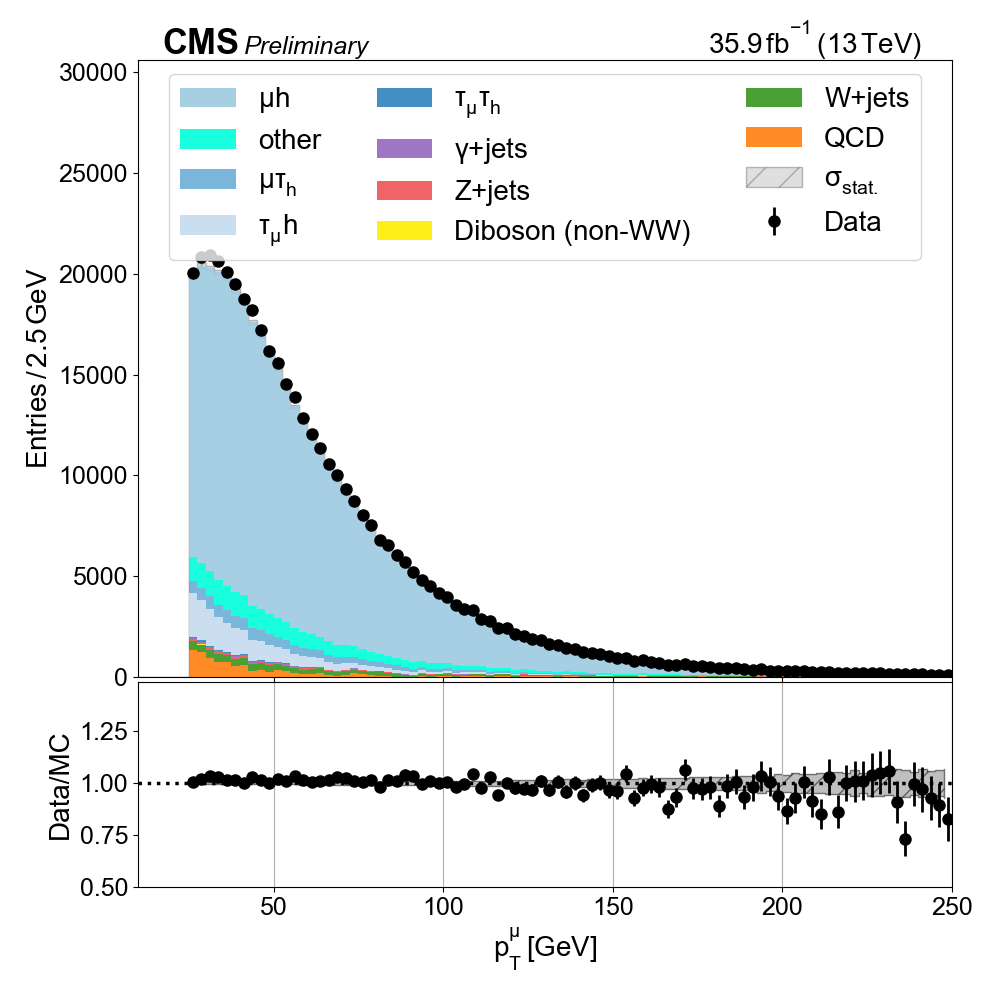 CMS Preliminary 35.9 fb⁻¹ (13 TeV)
30000
25000
20000
15000
10000
5000
0
Entries / 2.5 GeV
μh
other
μτh
τμh
τμτh
γ+jets
Z+jets
Diboson (non-WW)
W+jets
QCD
σstat.
Data
1.25
1.00
0.75
0.50
Data/MC
50 100 150 200 250
pTμ [GeV]